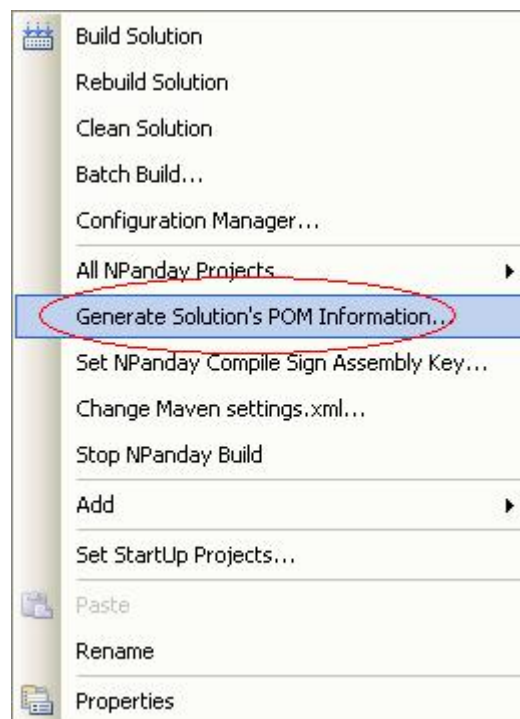 Build Solution
Rebuild Solution
Clean Solution
Batch Build...
Configuration Manager...
All NPanday Projects
Generate Solution's POM Information...
Set NPanday Compile Sign Assembly Key...
Change Maven settings.xml...
Stop NPanday Build
Add
Set StartUp Projects...
Paste
Rename
Properties